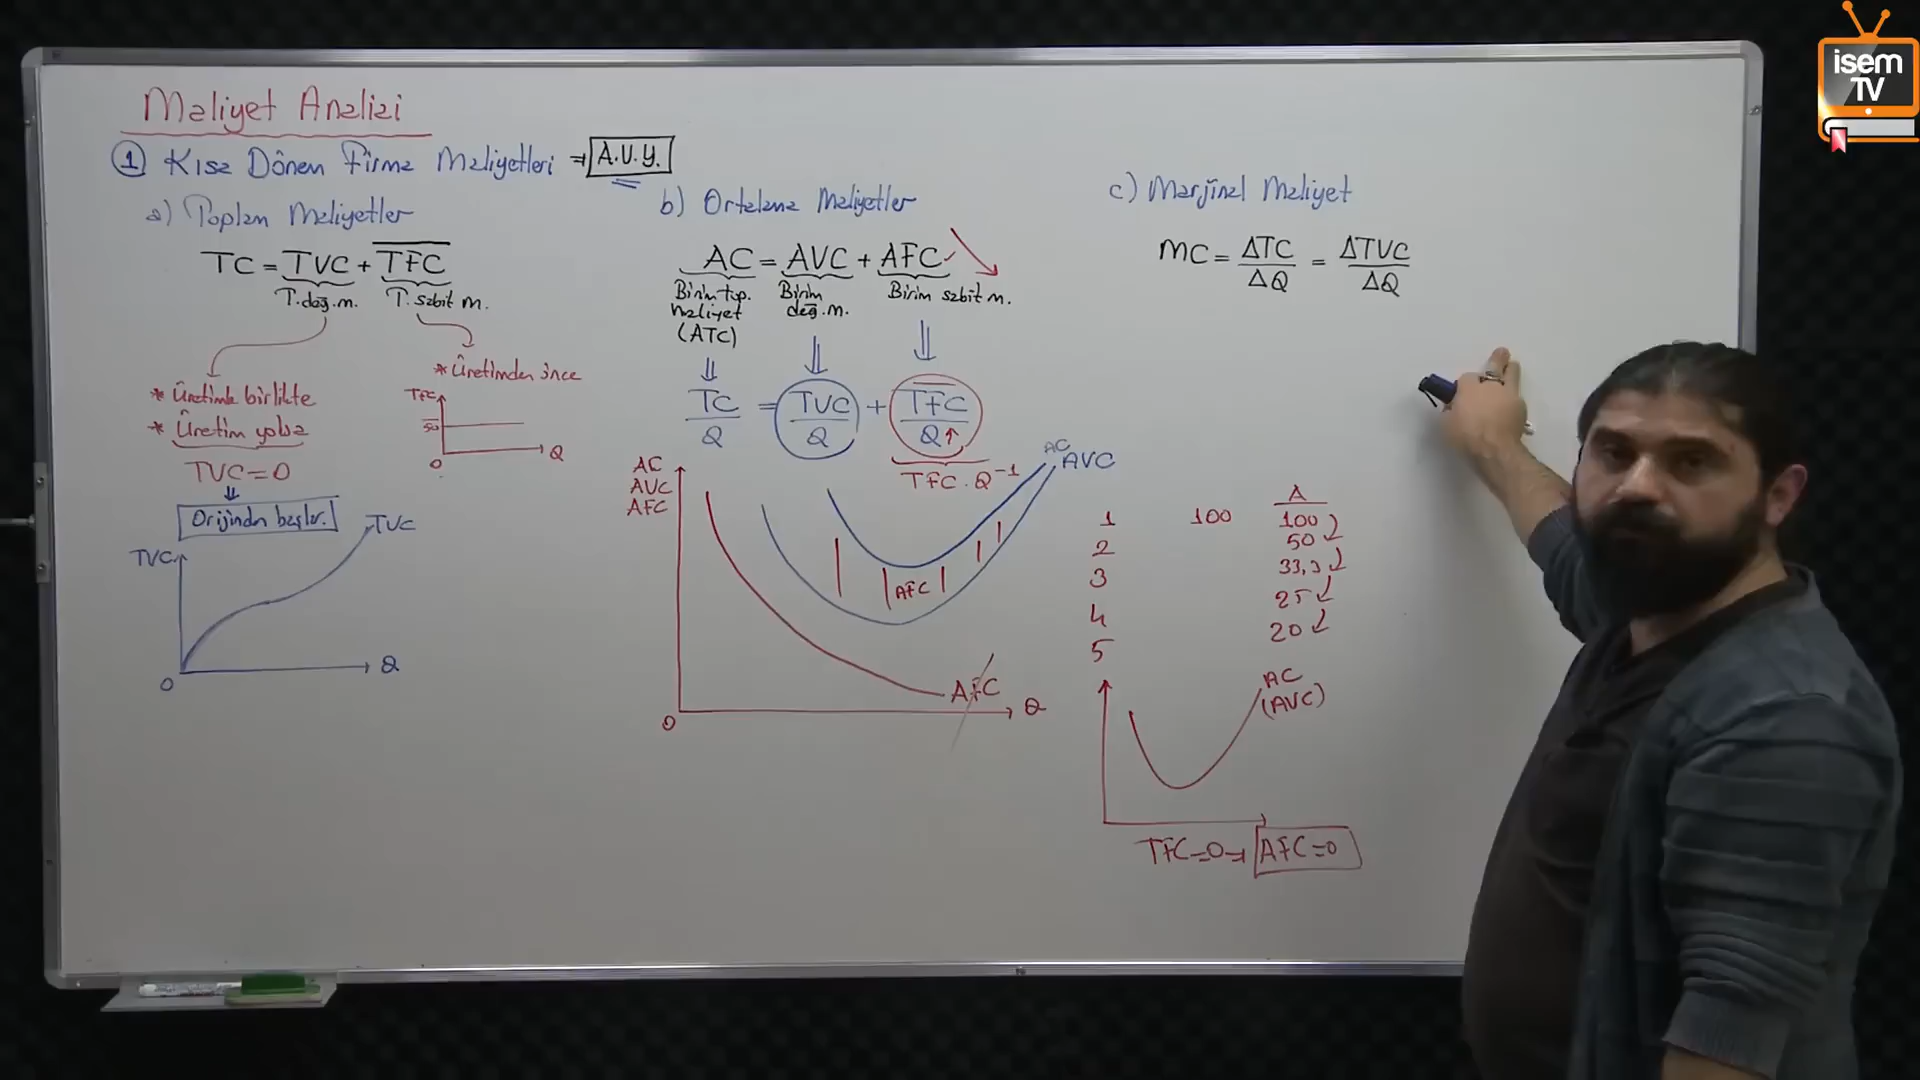 isem
TV
Maliyet Analizi
1 Kısa Dönem Firma Maliyetleri ⇒ A.V.Y.
a) Toplam Maliyetler
TC = TVC + TFC
T. değ. m. T. sabit m.
* Üretimle birlikte
* Üretim yoksa
TVC = 0
⇓
Orijinden başlar.
TVC
TVC
0
Q
* Üretimden önce
TFC
50
0
Q
b) Ortalama Maliyetler
AC = AVC + AFC
Birim top. maliyet (ATC)
Birim değ. m.
Birim sabit m.
TC/Q = TVC/Q + TFC/Q↑
TFC . Q⁻¹
AC
AVC
AFC
AC
AVC
AFC
AFC
0
Q
c) Marjinal Maliyet
MC = ΔTC/ΔQ = ΔTVC/ΔQ
A
1 100 100
2 50
3 33,3
4 25
5 20
AC
(AVC)
TFC=0 → AFC=0